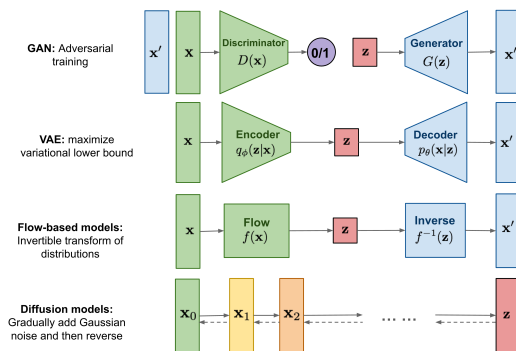 GAN: Adversarial
training
x′
x
Discriminator
D(x)
0/1
z
Generator
G(z)
x′
VAE: maximize
variational lower bound
x
Encoder
qϕ(z|x)
z
Decoder
pθ(x|z)
x′
Flow-based models:
Invertible transform of
distributions
x
Flow
f(x)
z
Inverse
f⁻¹(z)
x′
Diffusion models:
Gradually add Gaussian
noise and then reverse
x₀
x₁
x₂
... ...
z